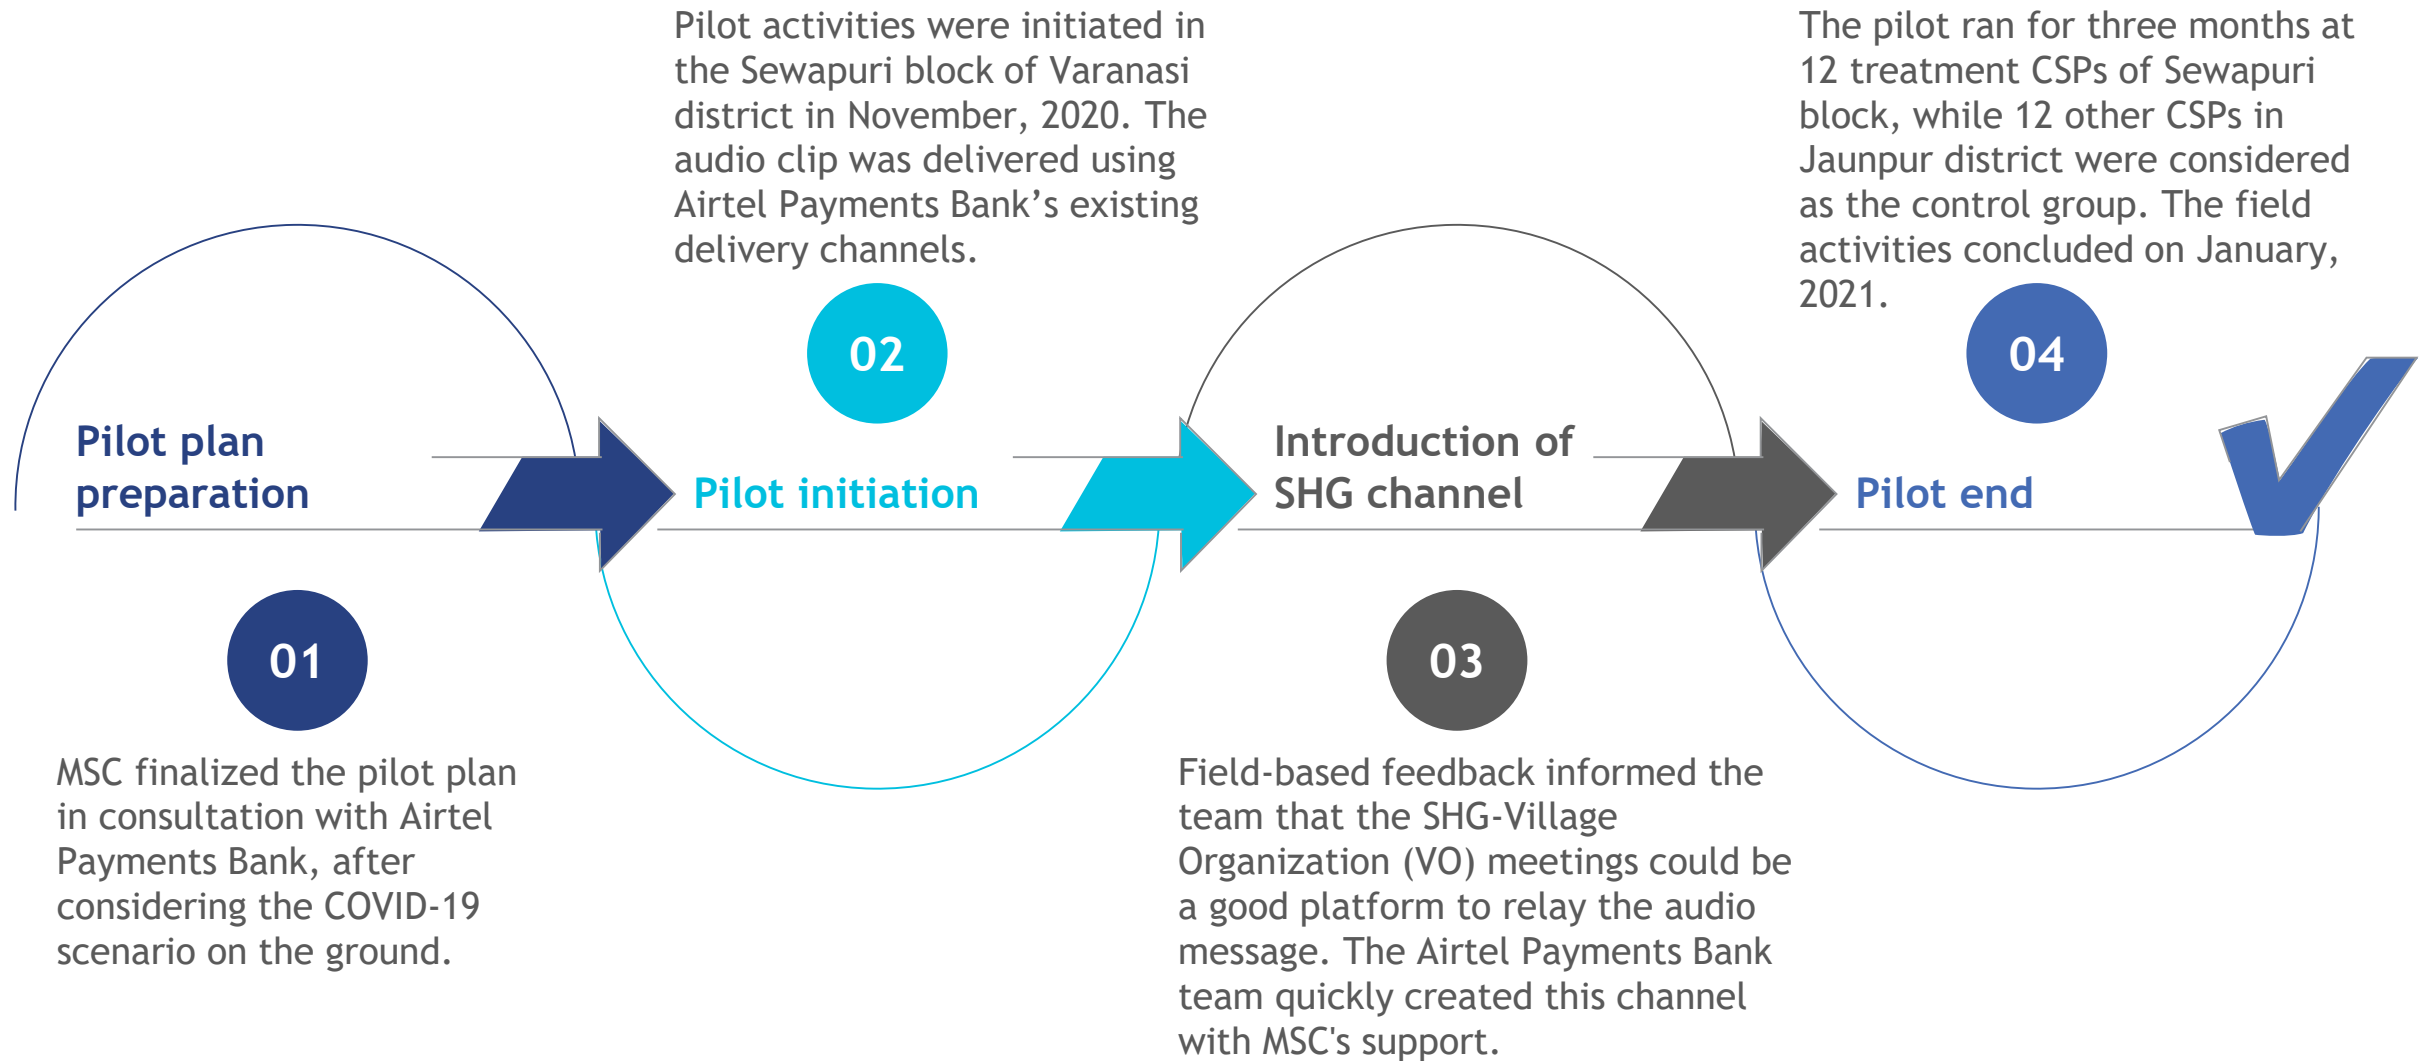 Pilot plan
preparation
01
MSC finalized the pilot plan
in consultation with Airtel
Payments Bank, after
considering the COVID-19
scenario on the ground.
Pilot activities were initiated in
the Sewapuri block of Varanasi
district in November, 2020. The
audio clip was delivered using
Airtel Payments Bank’s existing
delivery channels.
02
Pilot initiation
Introduction of
SHG channel
03
Field-based feedback informed the
team that the SHG-Village
Organization (VO) meetings could be
a good platform to relay the audio
message. The Airtel Payments Bank
team quickly created this channel
with MSC's support.
The pilot ran for three months at
12 treatment CSPs of Sewapuri
block, while 12 other CSPs in
Jaunpur district were considered
as the control group. The field
activities concluded on January,
2021.
04
Pilot end